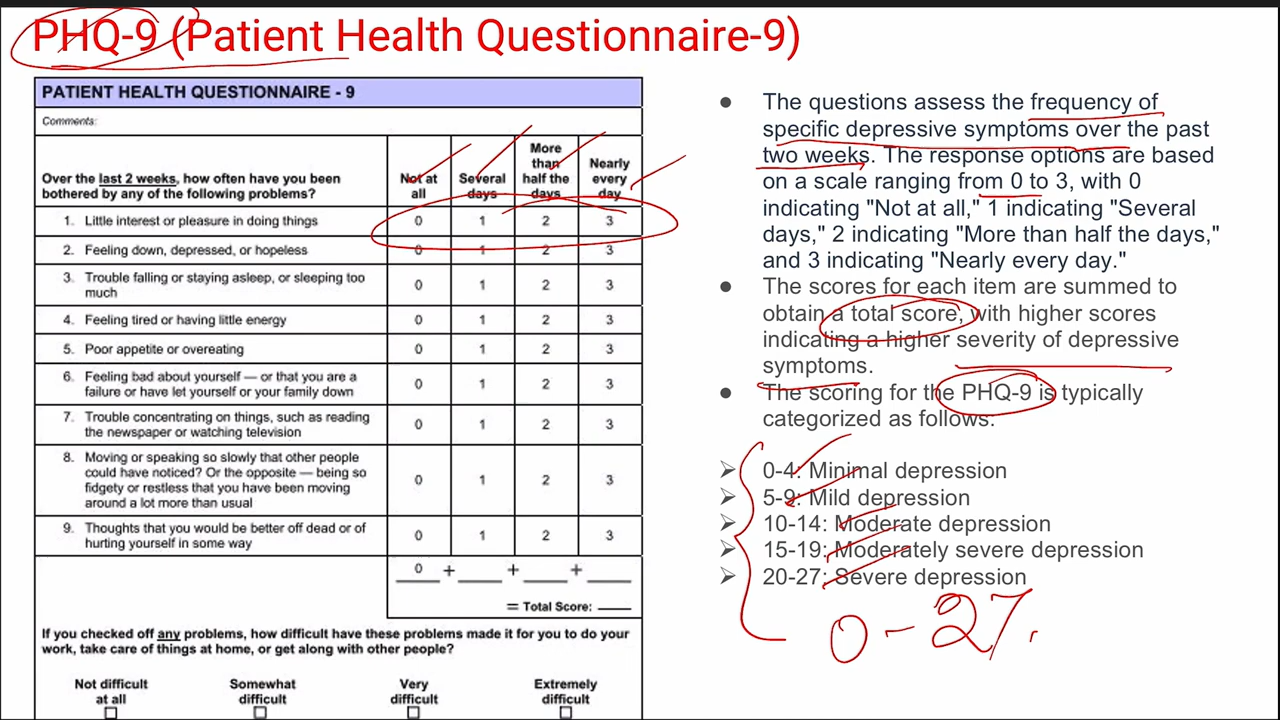 PHQ-9 (Patient Health Questionnaire-9)
PATIENT HEALTH QUESTIONNAIRE - 9
Comments:
Over the last 2 weeks, how often have you been bothered by any of the following problems?
Not at all
Several days
More than half the days
Nearly every day
1. Little interest or pleasure in doing things 0 1 2 3
2. Feeling down, depressed, or hopeless 0 1 2 3
3. Trouble falling or staying asleep, or sleeping too
much 0 1 2 3
4. Feeling tired or having little energy 0 1 2 3
5. Poor appetite or overeating 0 1 2 3
6. Feeling bad about yourself — or that you are a
failure or have let yourself or your family down 0 1 2 3
7. Trouble concentrating on things, such as reading
the newspaper or watching television 0 1 2 3
8. Moving or speaking so slowly that other people
could have noticed? Or the opposite — being so
fidgety or restless that you have been moving
around a lot more than usual 0 1 2 3
9. Thoughts that you would be better off dead or of
hurting yourself in some way 0 1 2 3
0 + + +
= Total Score:
If you checked off any problems, how difficult have these problems made it for you to do your
work, take care of things at home, or get along with other people?
Not difficult at all
Somewhat difficult
Very difficult
Extremely difficult
● The questions assess the frequency of
specific depressive symptoms over the past
two weeks. The response options are based
on a scale ranging from 0 to 3, with 0
indicating "Not at all," 1 indicating "Several
days," 2 indicating "More than half the days,"
and 3 indicating "Nearly every day."
● The scores for each item are summed to
obtain a total score, with higher scores
indicating a higher severity of depressive
symptoms.
● The scoring for the PHQ-9 is typically
categorized as follows:
➢ 0-4: Minimal depression
➢ 5-9: Mild depression
➢ 10-14: Moderate depression
➢ 15-19: Moderately severe depression
➢ 20-27: Severe depression
0 - 27